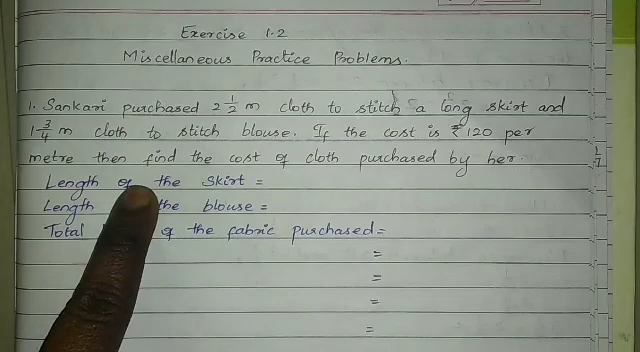 Exercise 1.2
Miscellaneous Practice Problems.
1. Sankari purchased 2 1/2 m cloth to stitch a long skirt and
1 3/4 m cloth to stitch blouse. If the cost is ₹120 per
metre then find the cost of cloth purchased by her.
Length of the skirt =
Length the blouse =
Total of the fabric purchased =
=
=
=
=